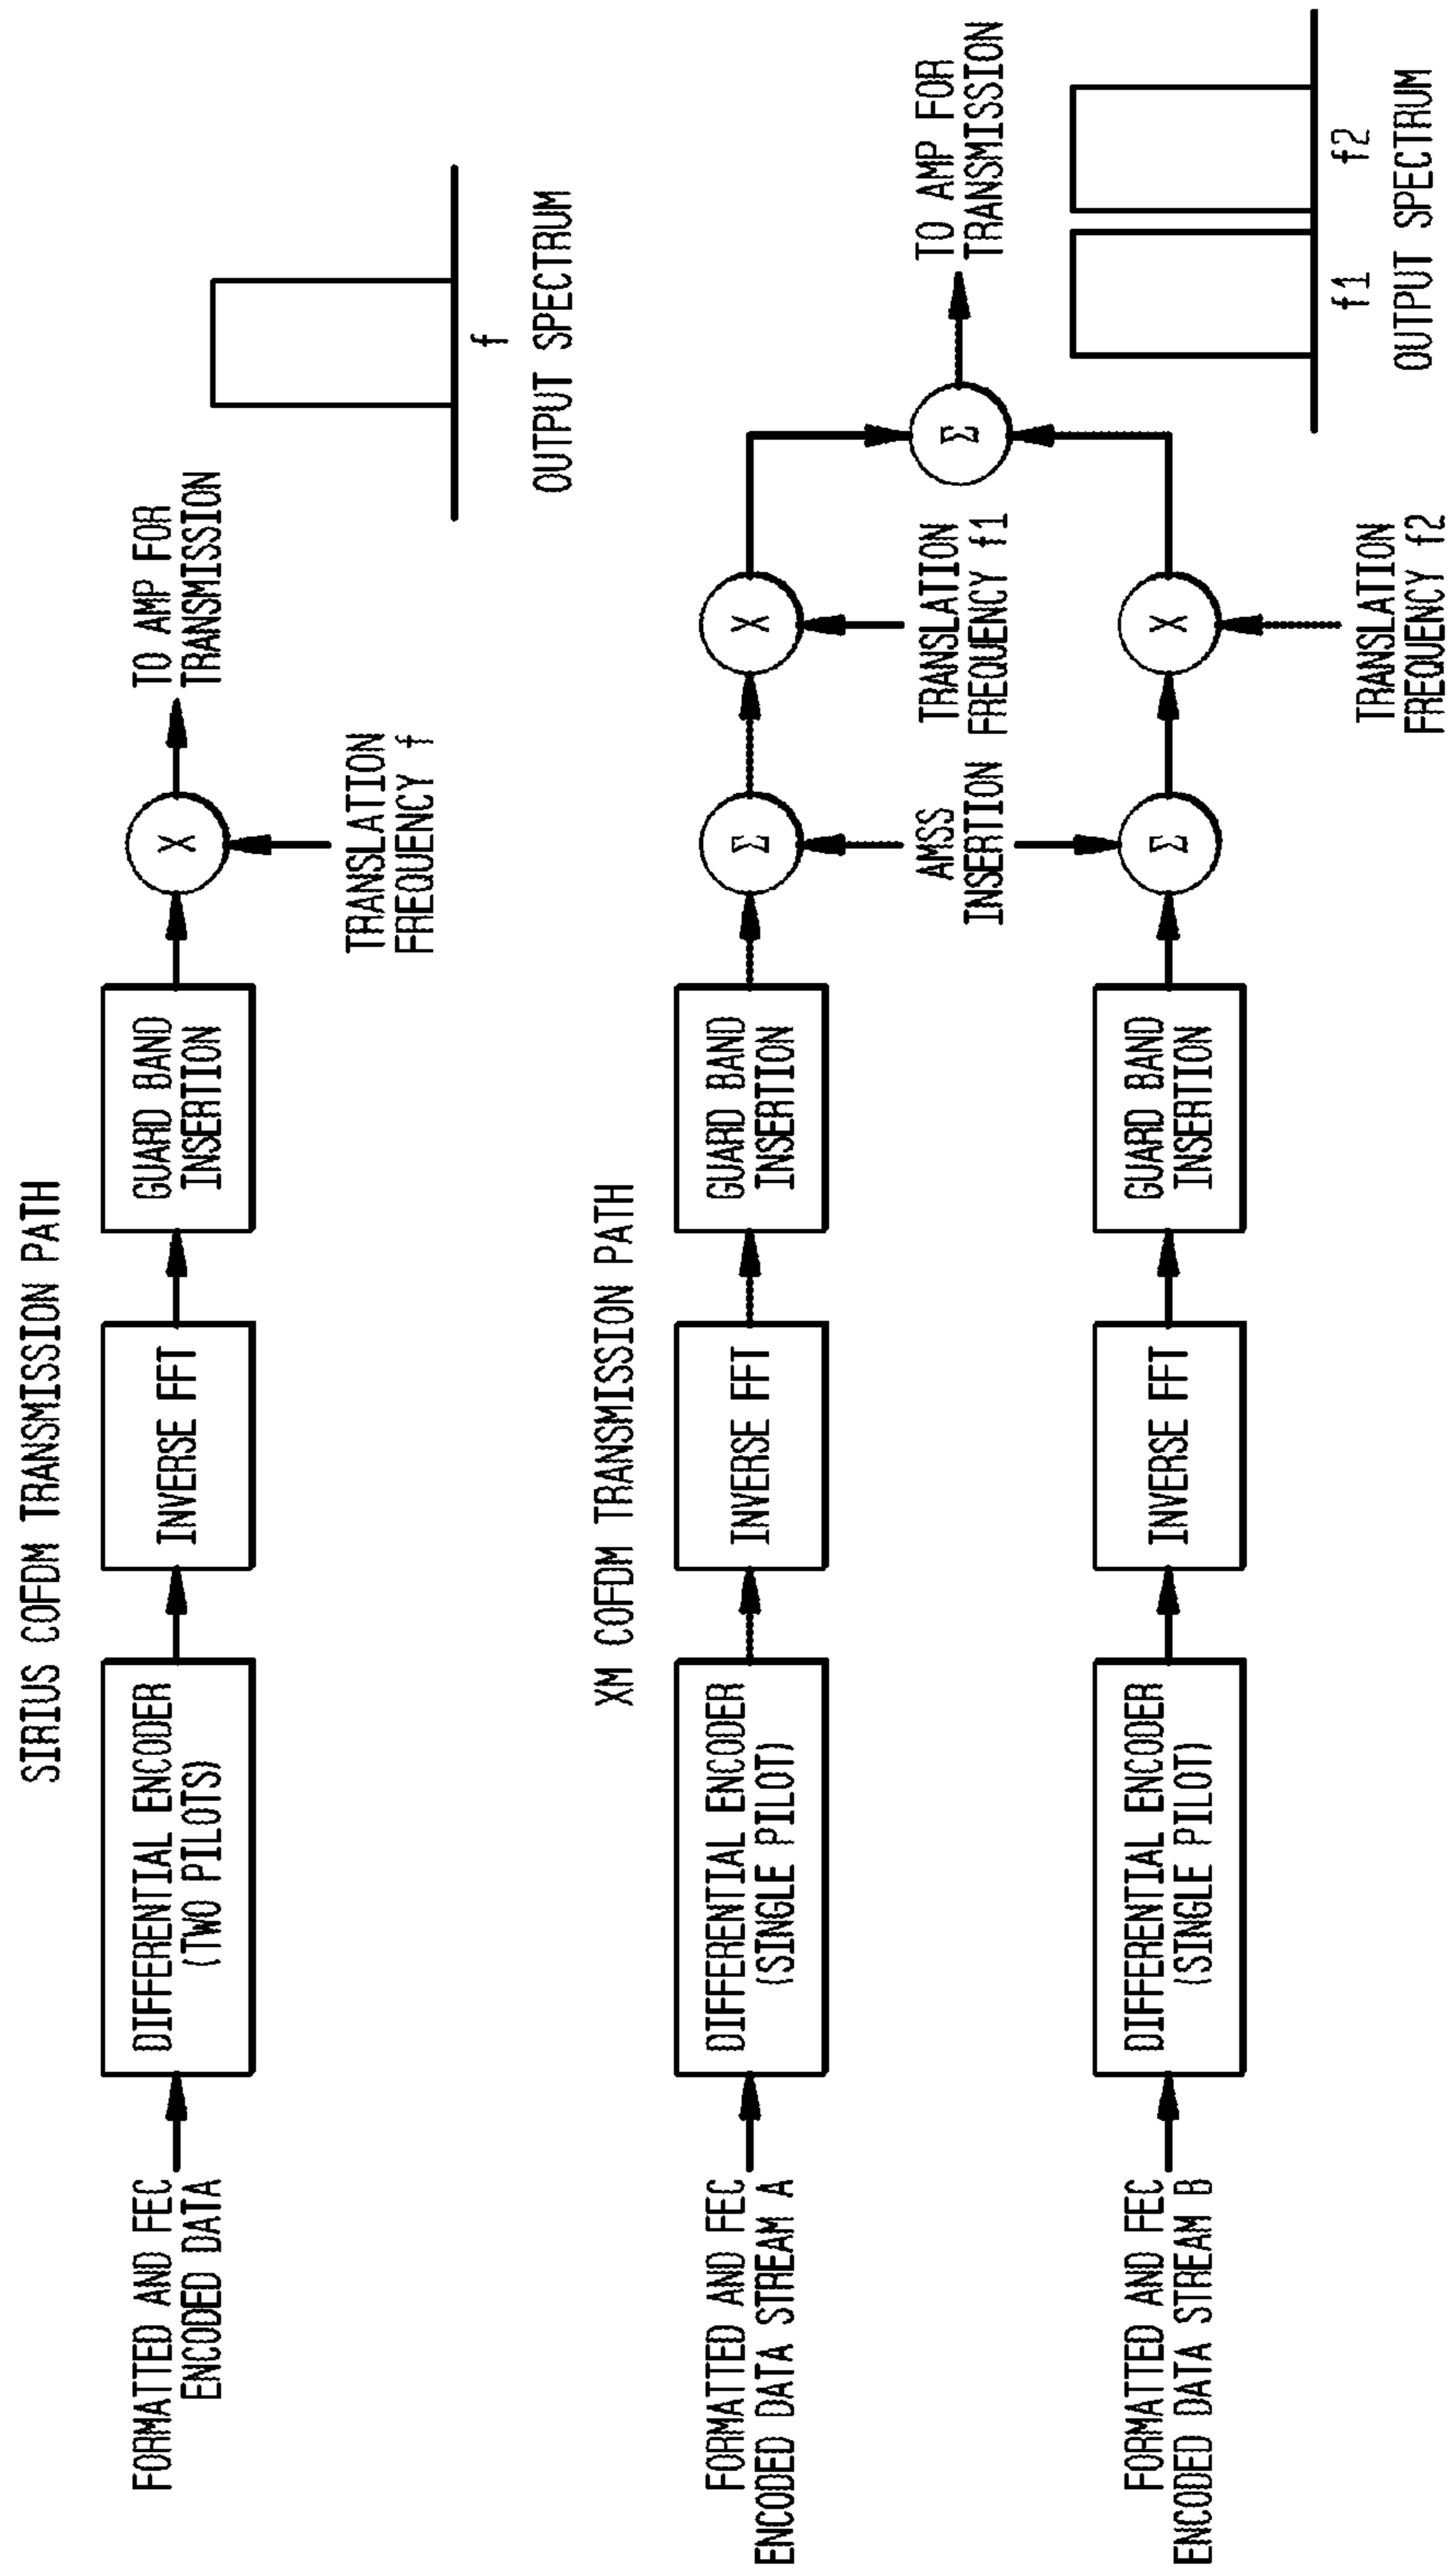 SIRIUS COFDM TRANSMISSION PATH
FORMATTED AND FEC
ENCODED DATA
DIFFERENTIAL ENCODER
(TWO PILOTS)
INVERSE FFT
GUARD BAND
INSERTION
X
TRANSLATION
FREQUENCY f
TO AMP FOR
TRANSMISSION
f
OUTPUT SPECTRUM
XM COFDM TRANSMISSION PATH
FORMATTED AND FEC
ENCODED DATA STREAM A
DIFFERENTIAL ENCODER
(SINGLE PILOT)
INVERSE FFT
GUARD BAND
INSERTION
Σ
X
AMSS
INSERTION
TRANSLATION
FREQUENCY f1
Σ
TO AMP FOR
TRANSMISSION
FORMATTED AND FEC
ENCODED DATA STREAM B
DIFFERENTIAL ENCODER
(SINGLE PILOT)
INVERSE FFT
GUARD BAND
INSERTION
Σ
X
TRANSLATION
FREQUENCY f2
f1 f2
OUTPUT SPECTRUM